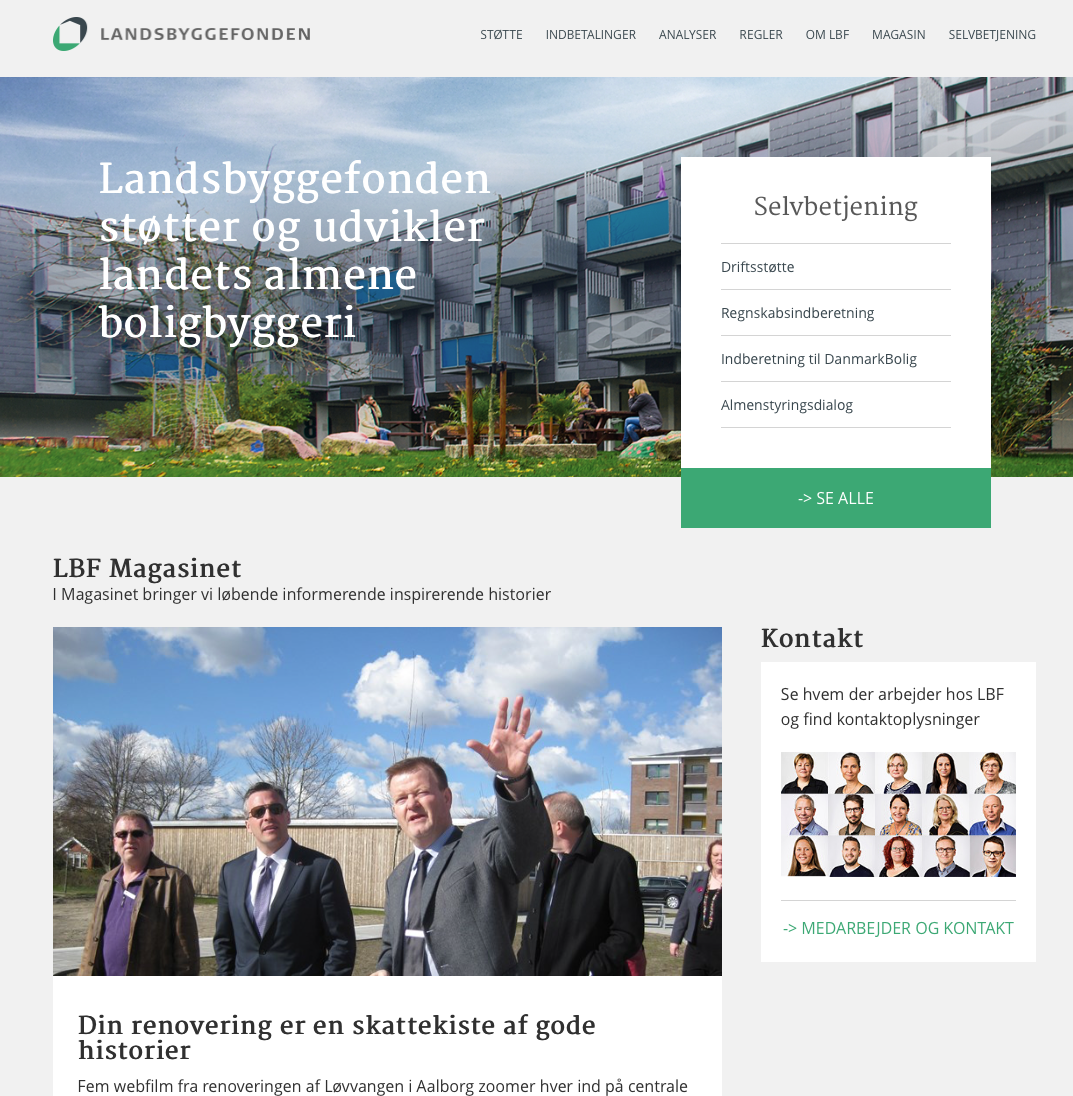 LANDSBYGGEFONDEN
STØTTE INDBETALINGER ANALYSER REGLER OM LBF MAGASIN SELVBETJENING
Landsbyggefonden
støtter og udvikler
landets almene
boligbyggeri
Selvbetjening
Driftsstøtte
Regnskabsindberetning
Indberetning til DanmarkBolig
Almenstyringsdialog
-> SE ALLE
LBF Magasinet
I Magasinet bringer vi løbende informerende inspirerende historier
Kontakt
Se hvem der arbejder hos LBF
og find kontaktoplysninger
-> MEDARBEJDER OG KONTAKT
Din renovering er en skattekiste af gode
historier
Fem webfilm fra renoveringen af Løvvangen i Aalborg zoomer hver ind på centrale